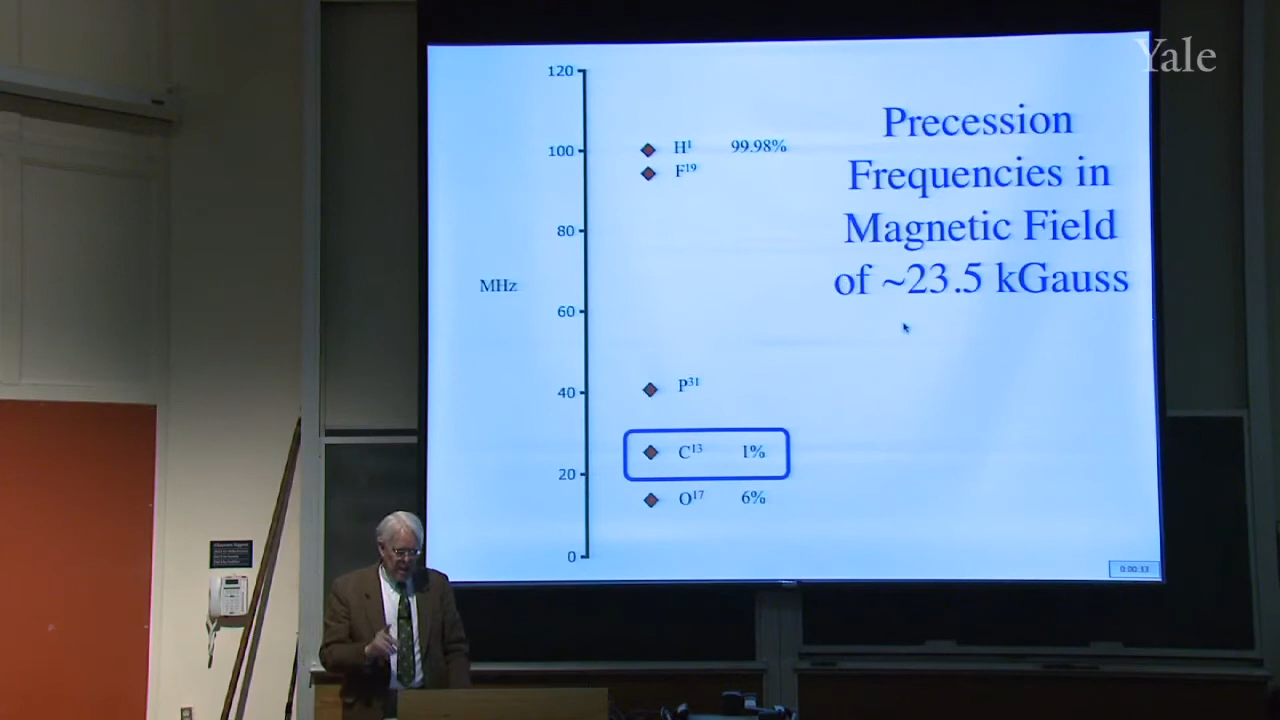 Yale
Precession
Frequencies in
Magnetic Field
of ~23.5 kGauss
120
100
80
MHz
60
40
20
0
H¹ 99.98%
F¹⁹
P³¹
C¹³ 1%
O¹⁷ 6%
0:00:33